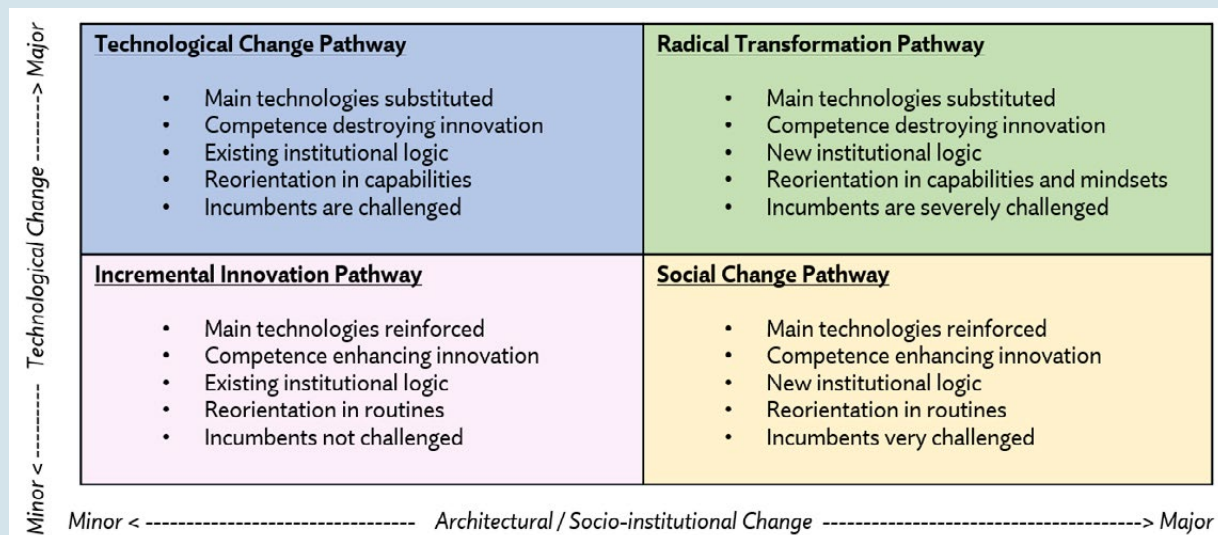 Technological Change Pathway
• Main technologies substituted
• Competence destroying innovation
• Existing institutional logic
• Reorientation in capabilities
• Incumbents are challenged
Radical Transformation Pathway
• Main technologies substituted
• Competence destroying innovation
• New institutional logic
• Reorientation in capabilities and mindsets
• Incumbents are severely challenged
Incremental Innovation Pathway
• Main technologies reinforced
• Competence enhancing innovation
• Existing institutional logic
• Reorientation in routines
• Incumbents not challenged
Social Change Pathway
• Main technologies reinforced
• Competence enhancing innovation
• New institutional logic
• Reorientation in routines
• Incumbents very challenged
Minor < ---------- Technological Change ----------> Major
Minor < ---------------------------------- Architectural / Socio-institutional Change ----------------------------------> Major